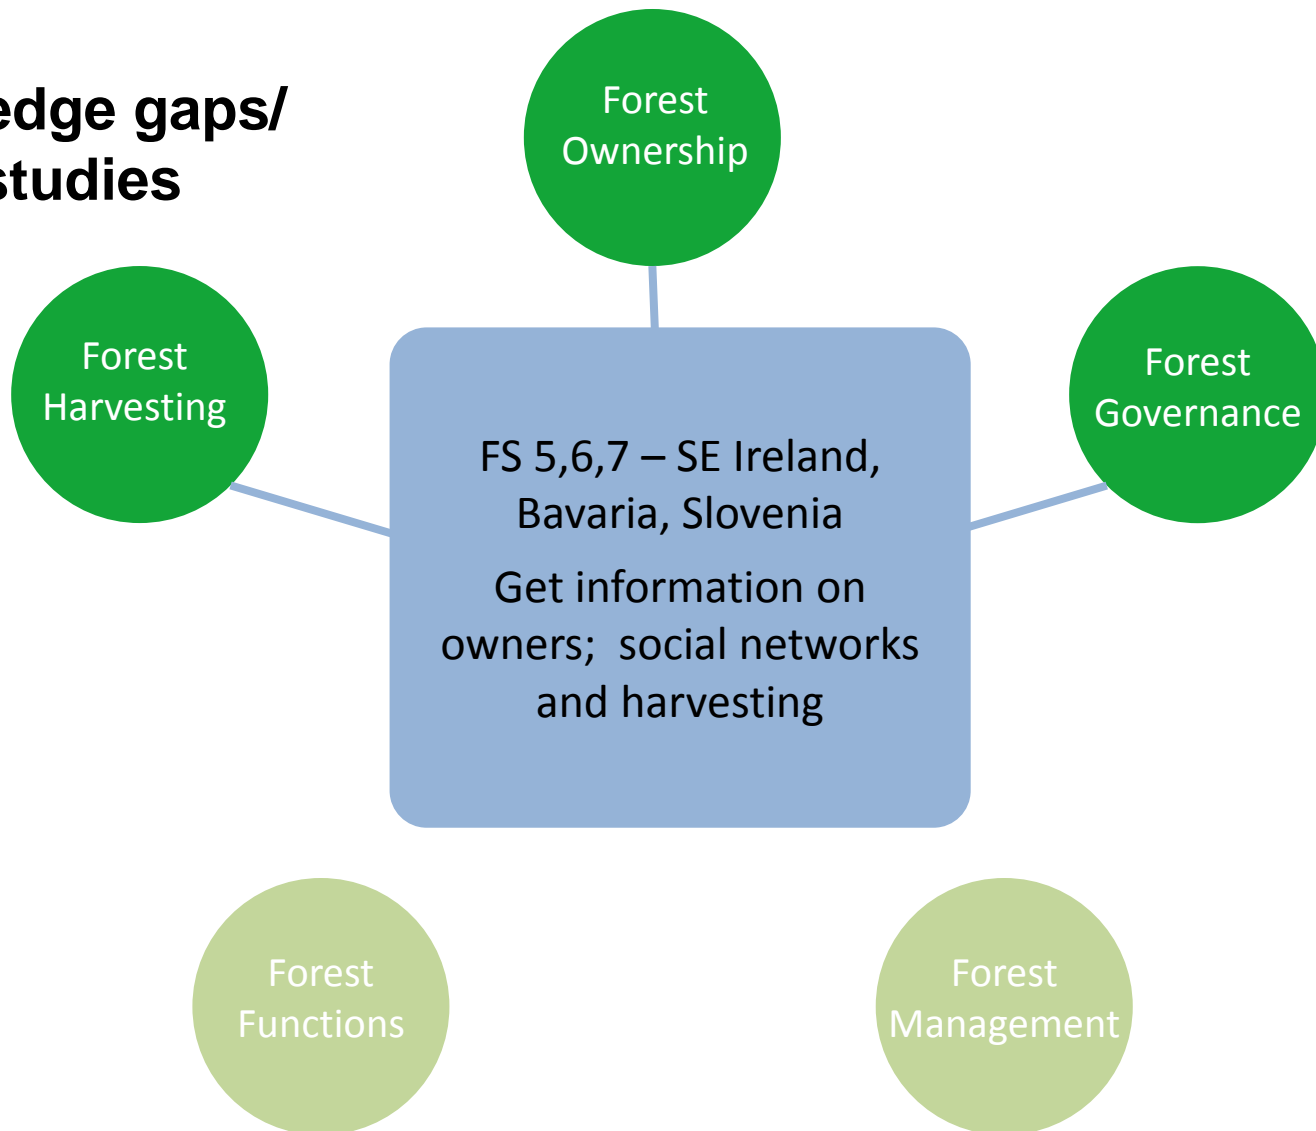 edge gaps/
studies
Forest
Ownership
Forest
Harvesting
Forest
Governance
FS 5,6,7 – SE Ireland,
Bavaria, Slovenia
Get information on
owners;  social networks
and harvesting
Forest
Functions
Forest
Management